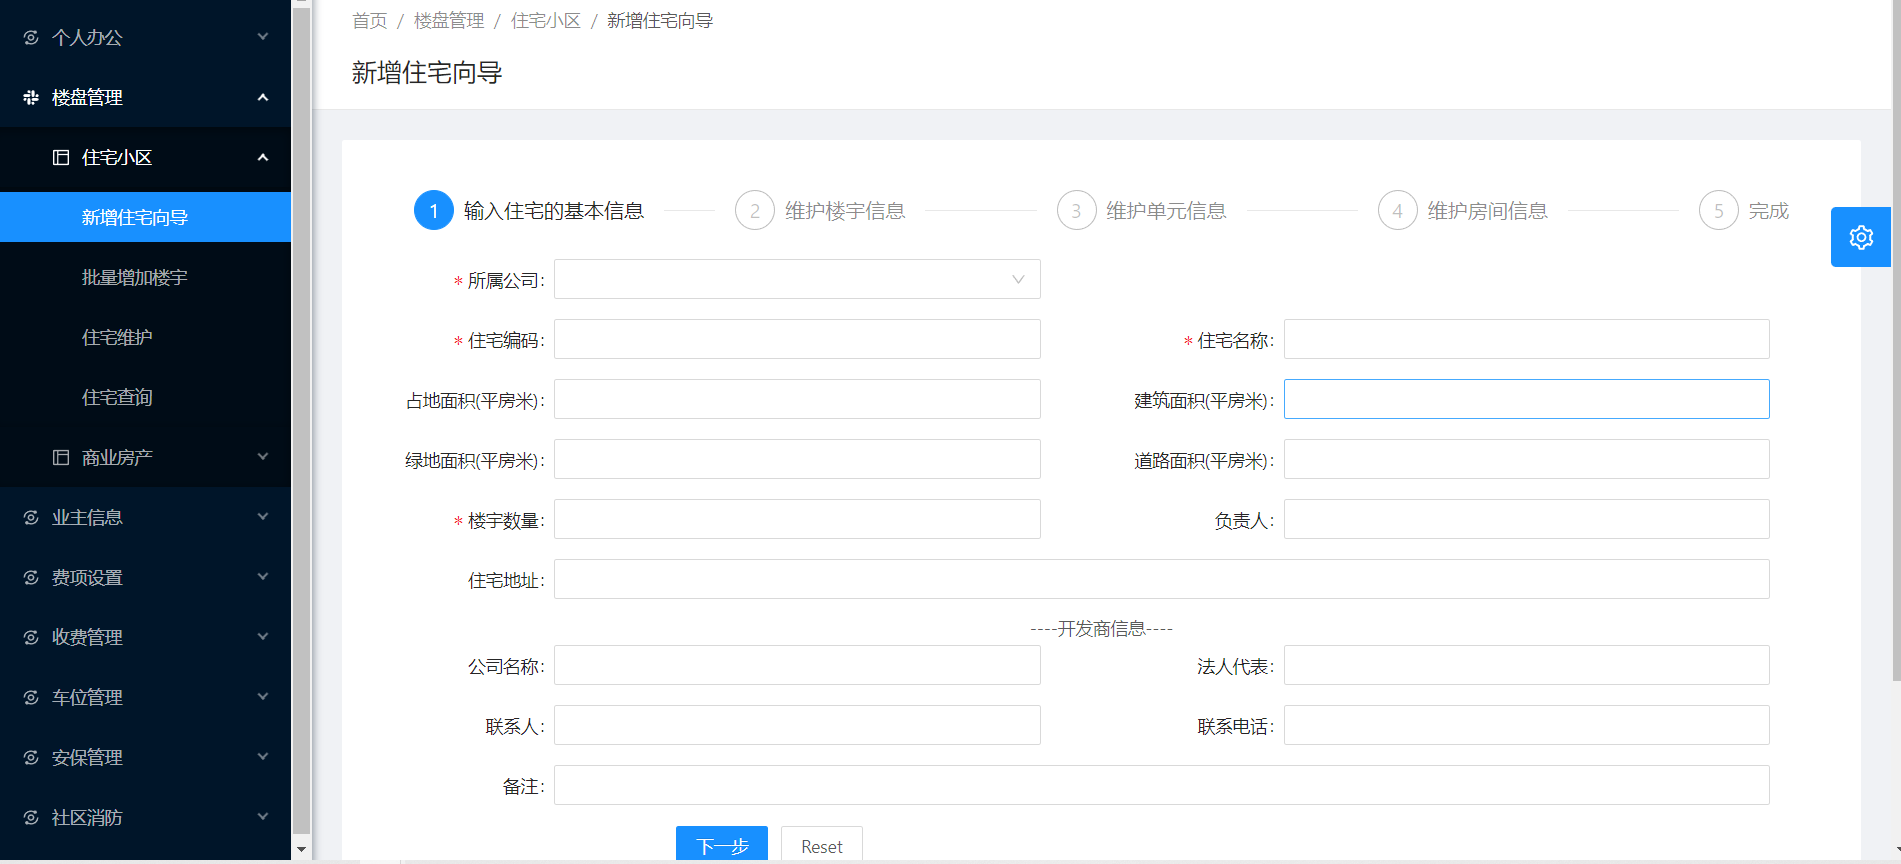 个人办公
楼盘管理
住宅小区
新增住宅向导
批量增加楼宇
住宅维护
住宅查询
商业房产
业主信息
费项设置
收费管理
车位管理
安保管理
社区消防
首页 / 楼盘管理 / 住宅小区 / 新增住宅向导
新增住宅向导
1 输入住宅的基本信息 2 维护楼宇信息 3 维护单元信息 4 维护房间信息 5 完成
* 所属公司:
* 住宅编码: * 住宅名称:
占地面积(平房米): 建筑面积(平房米):
绿地面积(平房米): 道路面积(平房米):
* 楼宇数量: 负责人:
住宅地址:
----开发商信息----
公司名称: 法人代表:
联系人: 联系电话:
备注:
下一步 Reset